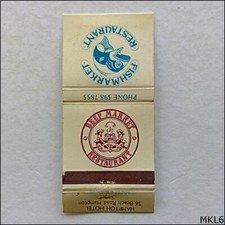 FISHMARKET
RESTAURANT
PHONE 598 7855
BEEF MARKET
RESTAURANT
HAMPTON HOTEL
56 Beach Road, Hampton
MKL6